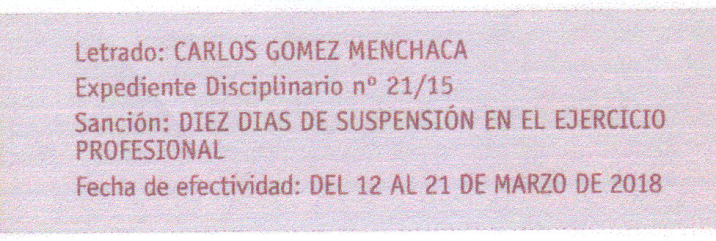 Letrado: CARLOS GOMEZ MENCHACA
Expediente Disciplinario nº 21/15
Sanción: DIEZ DIAS DE SUSPENSIÓN EN EL EJERCICIO
PROFESIONAL
Fecha de efectividad: DEL 12 AL 21 DE MARZO DE 2018